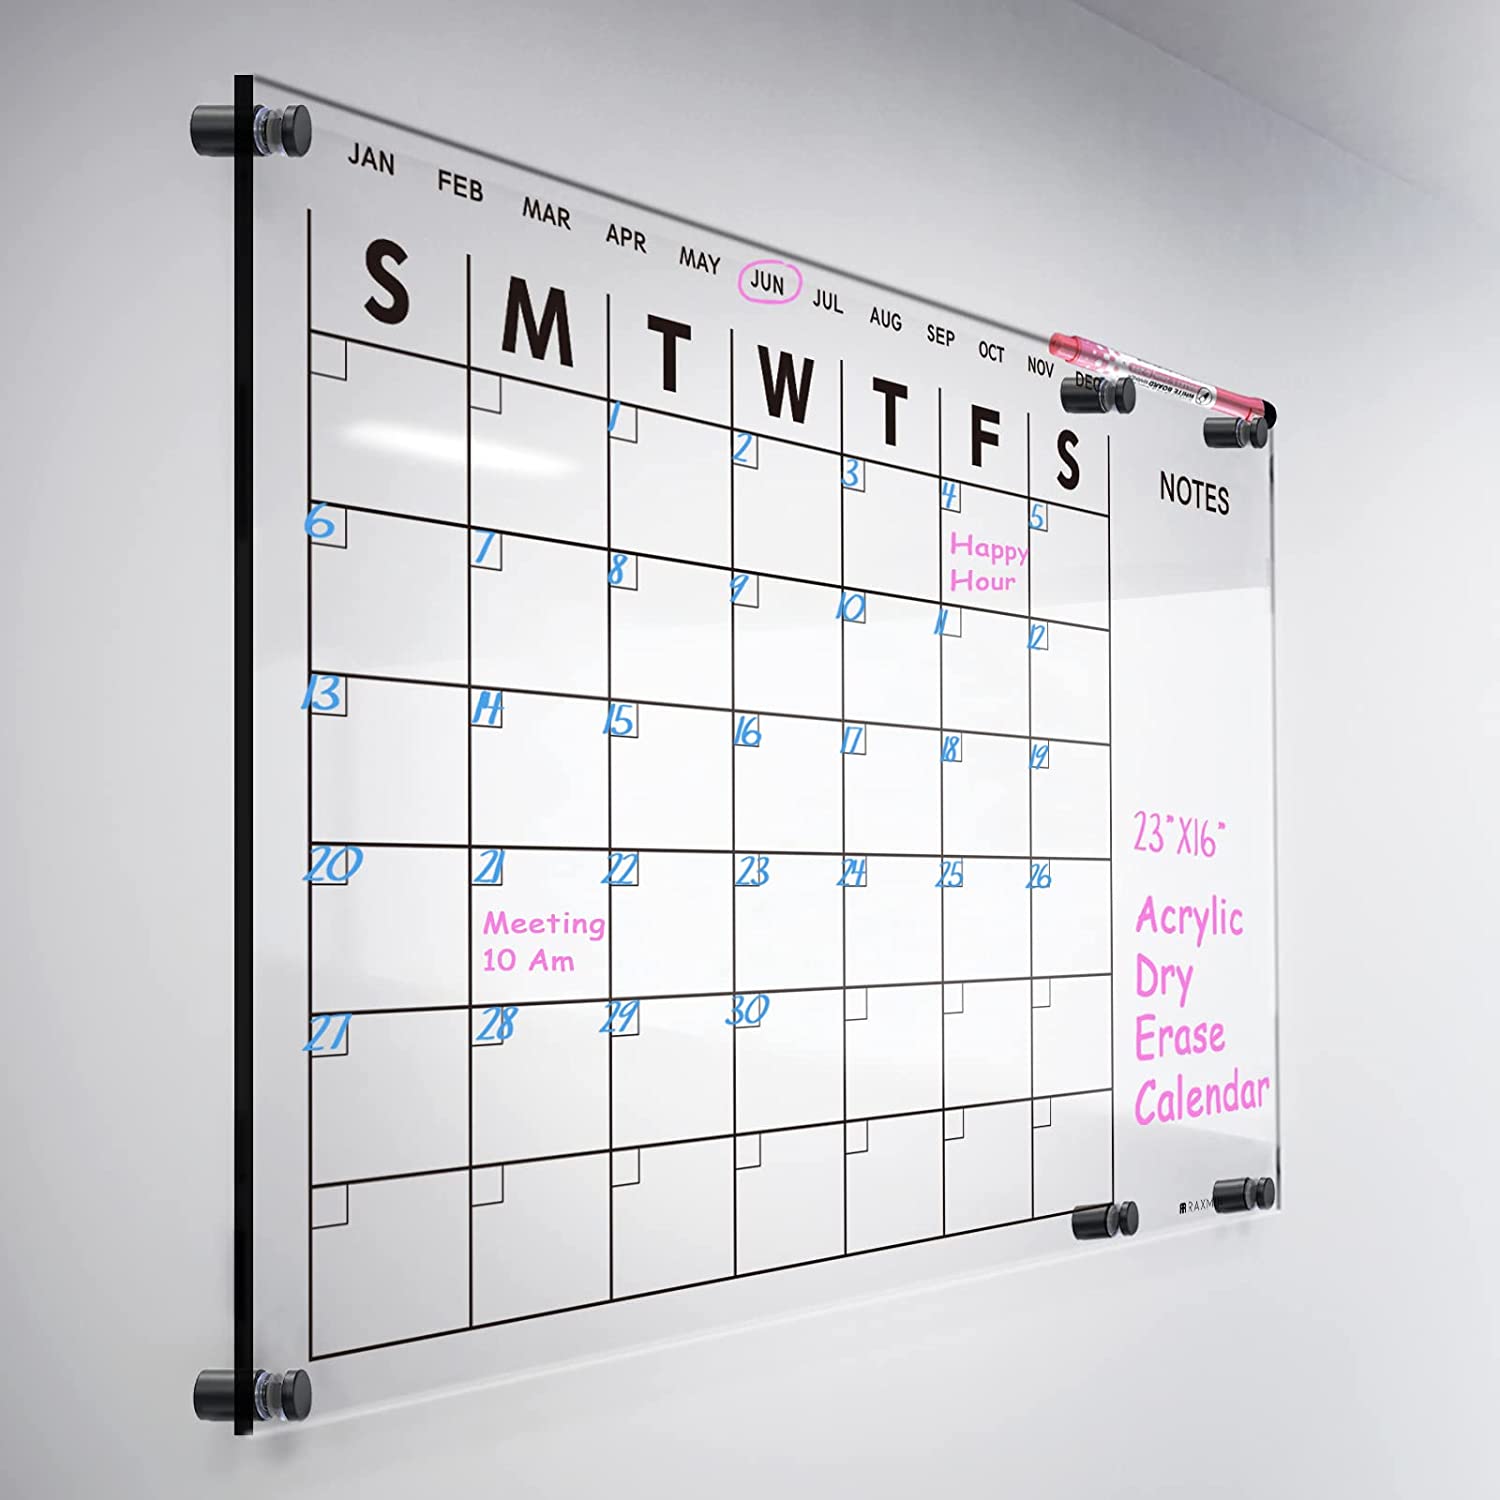 JAN FEB MAR APR MAY JUN JUL AUG SEP OCT NOV DEC
S M T W T F S
NOTES
1 2 3 4 5
Happy
Hour
6 7 8 9 10 11 12
13 14 15 16 17 18 19
20 21 22 23 24 25 26
Meeting
10 Am
27 28 29 30
23"X16"
Acrylic
Dry
Erase
Calendar
WHITE BOARD